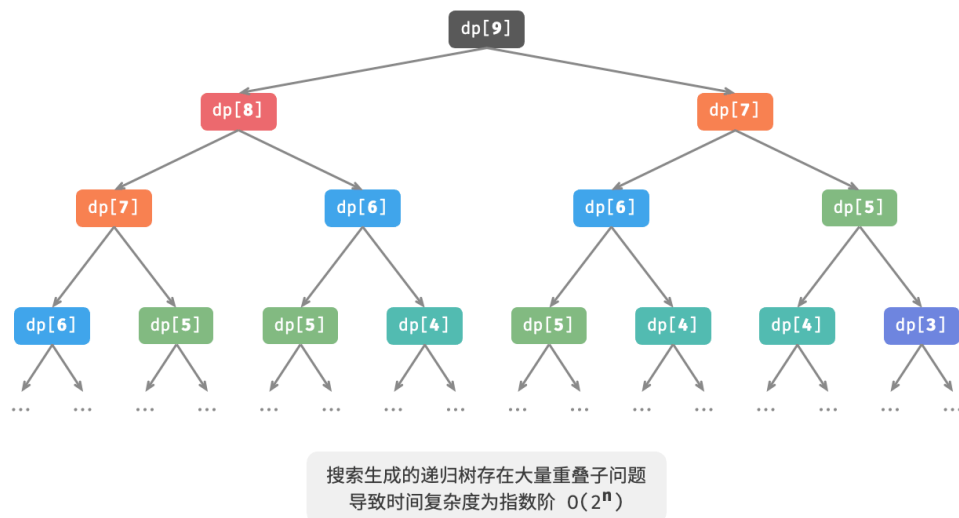 dp[9]
dp[8] dp[7]
dp[7] dp[6] dp[6] dp[5]
dp[6] dp[5] dp[5] dp[4] dp[5] dp[4] dp[4] dp[3]
... ... ... ... ... ... ... ... ... ... ... ... ... ... ... ...
搜索生成的递归树存在大量重叠子问题
导致时间复杂度为指数阶 O(2ⁿ)